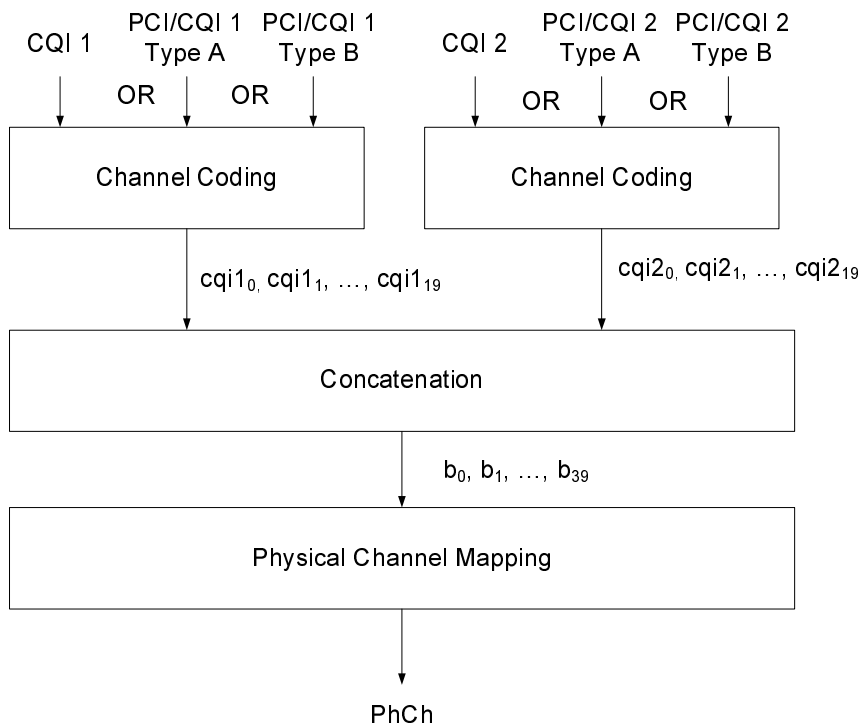 CQI 1
PCI/CQI 1
Type A
PCI/CQI 1
Type B
OR
OR
CQI 2
PCI/CQI 2
Type A
PCI/CQI 2
Type B
OR
OR
Channel Coding
Channel Coding
cqi1₀, cqi1₁, …, cqi1₁₉
cqi2₀, cqi2₁, …, cqi2₁₉
Concatenation
b₀, b₁, …, b₃₉
Physical Channel Mapping
PhCh